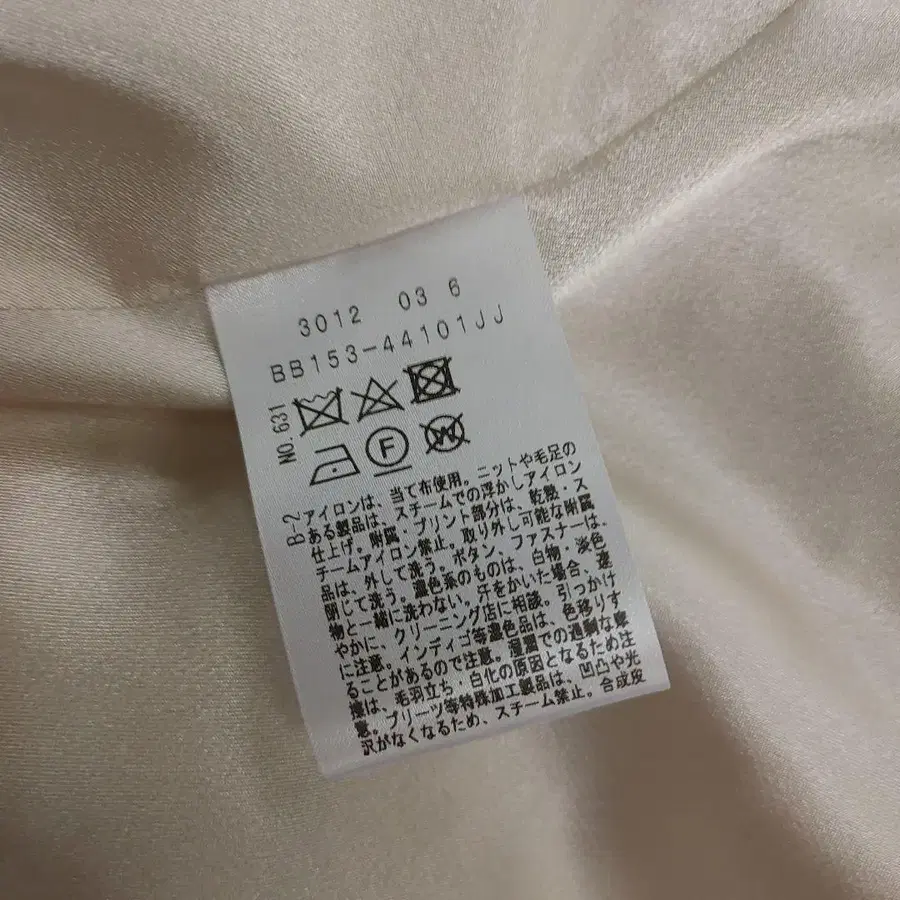 3012 03 6
BB153-44101JJ
NO. 631
F
W
B-2
アイロンは、当て布使用。ニットや毛足の
ある製品は、スチームでの浮かしアイロン
仕上げ。附属・プリント部分は、乾熱・ス
チームアイロン禁止。取り外し可能な附属
品は、外して洗う。ボタン、ファスナーは、
閉じて洗う。濃色系のものは、白物・淡色
物と一緒に洗わない。汗をかいた場合、速
やかに、クリーニング店に相談。引っかけ
に注意。インディゴ等濃色品は、色移りす
ることがあるので注意。湿潤での過剰な摩
擦は、毛羽立ち・白化の原因となるため注
意。プリーツ等特殊加工製品は、凹凸や光
沢がなくなるため、スチーム禁止。合成皮